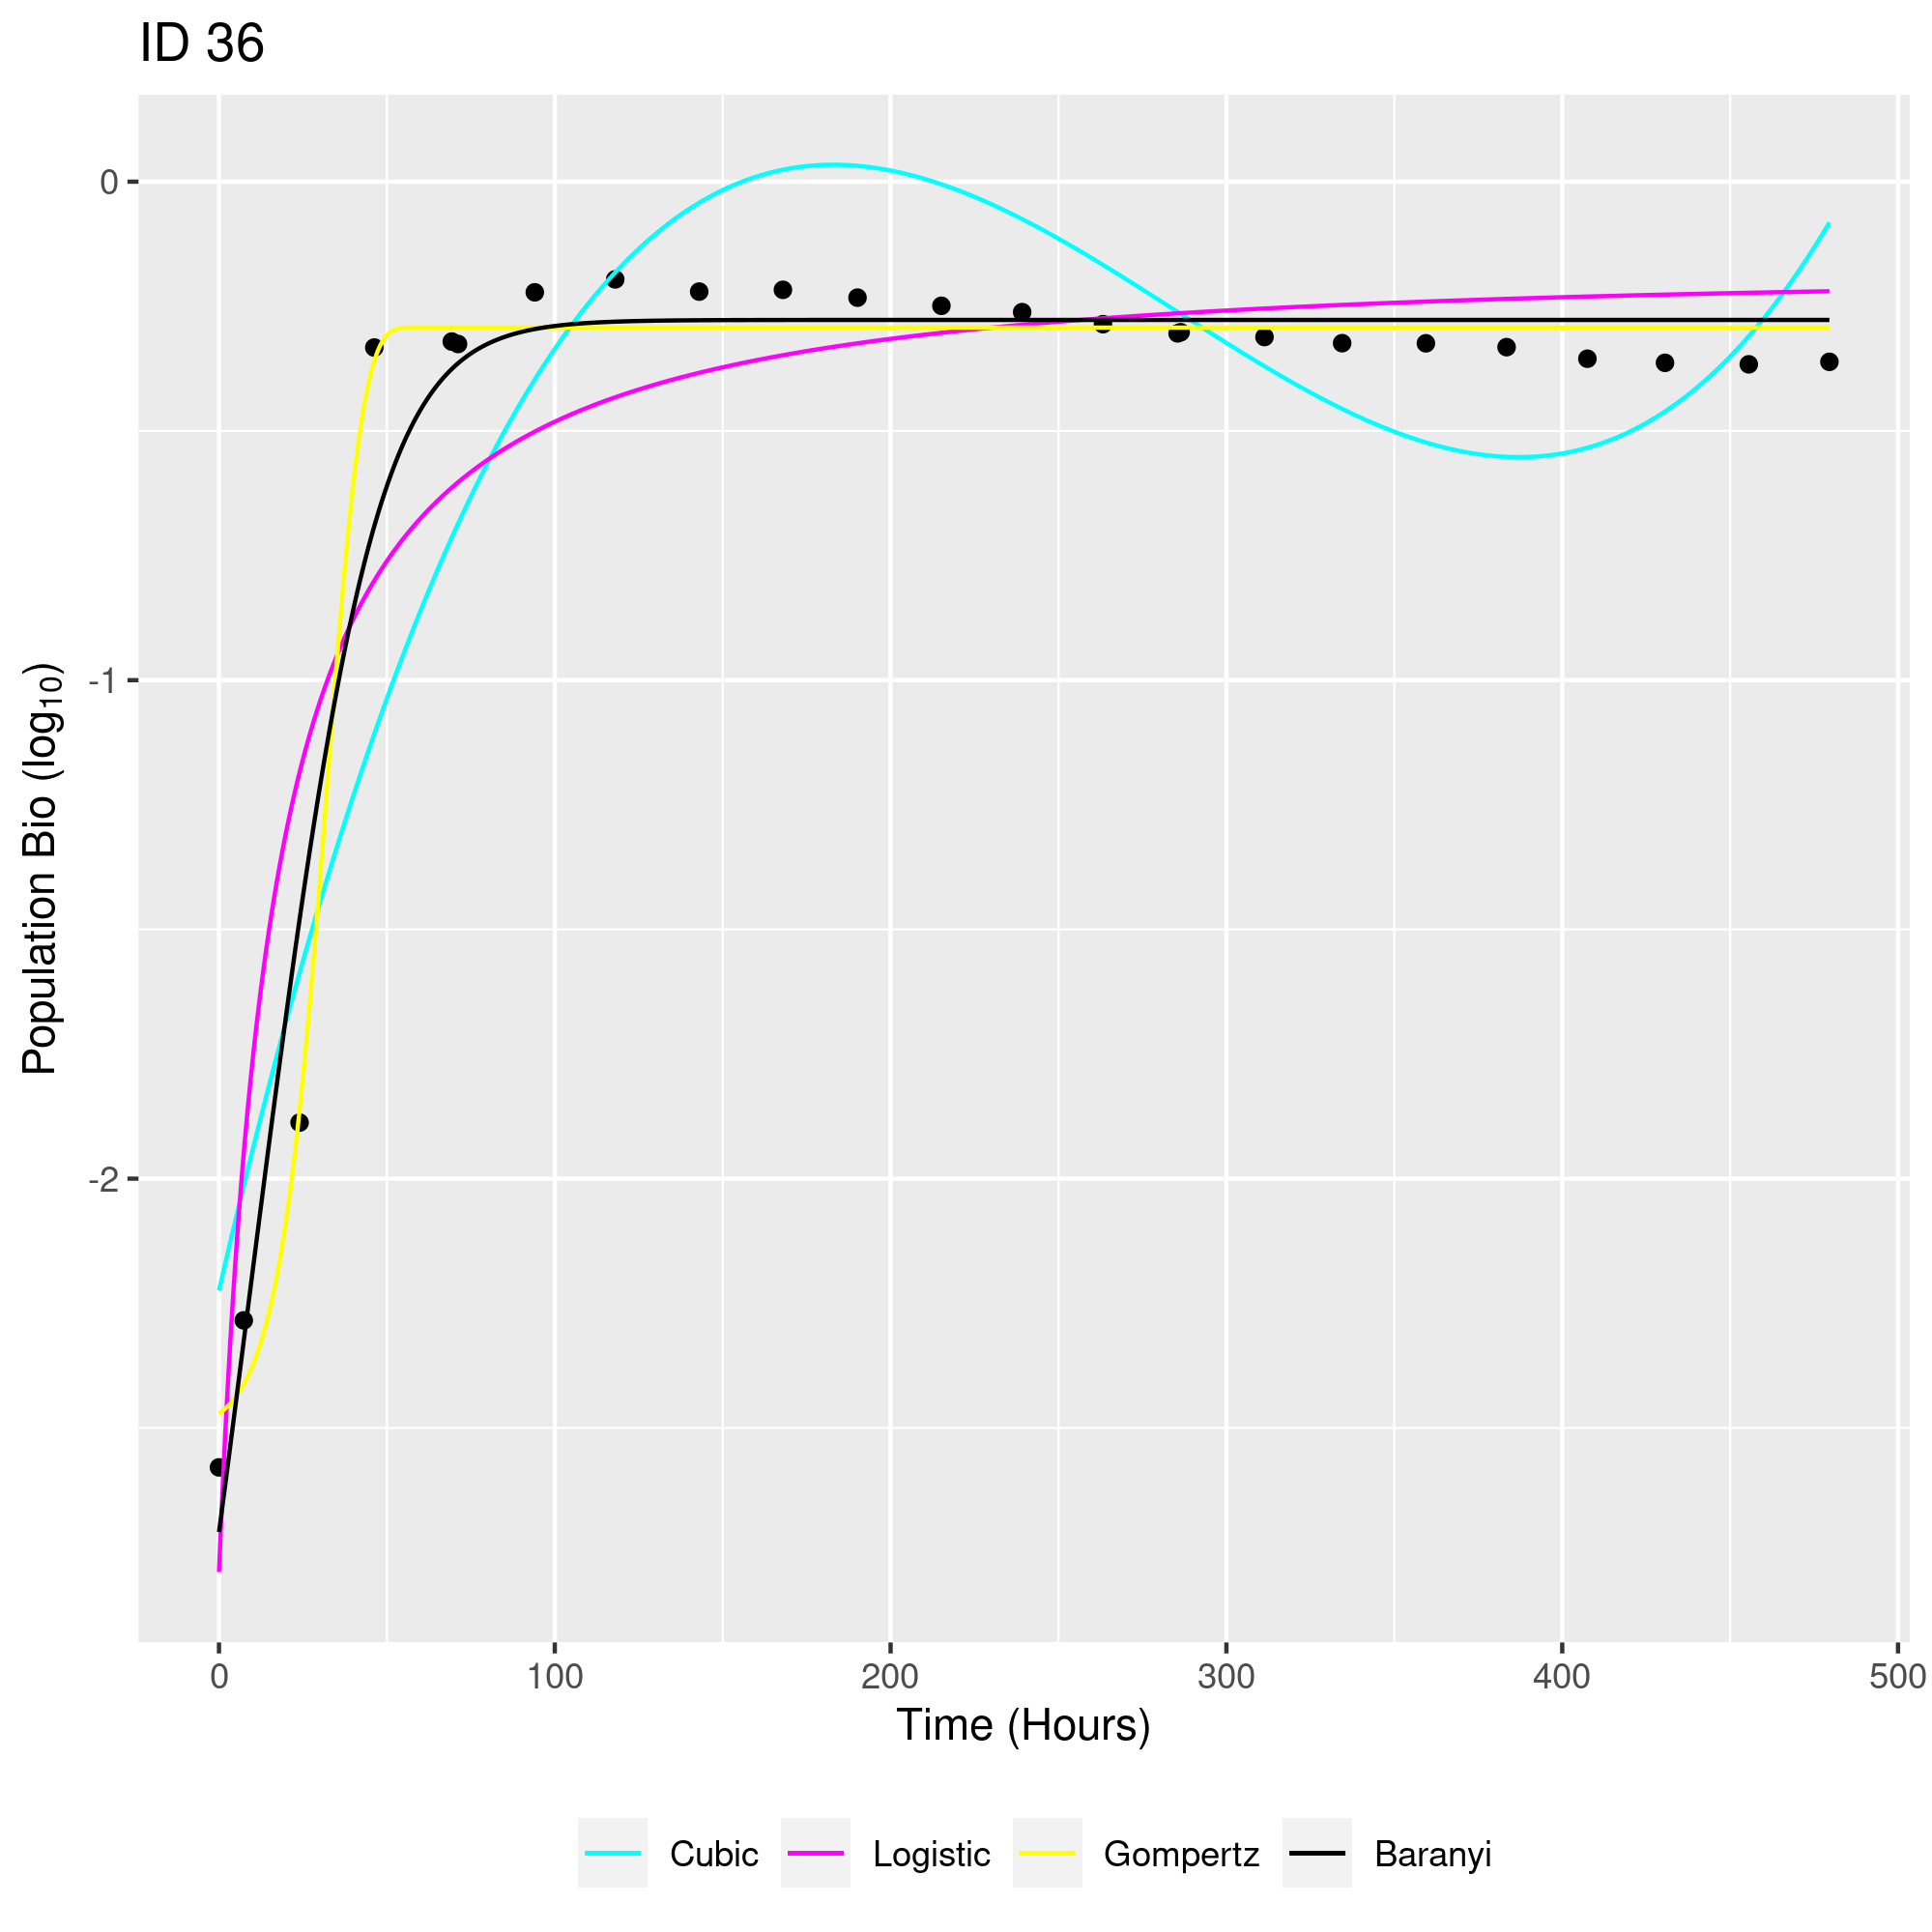 ID 36
0
-1
-2
Population Bio (log₁₀)
0 100 200 300 400 500
Time (Hours)
Cubic Logistic Gompertz Baranyi